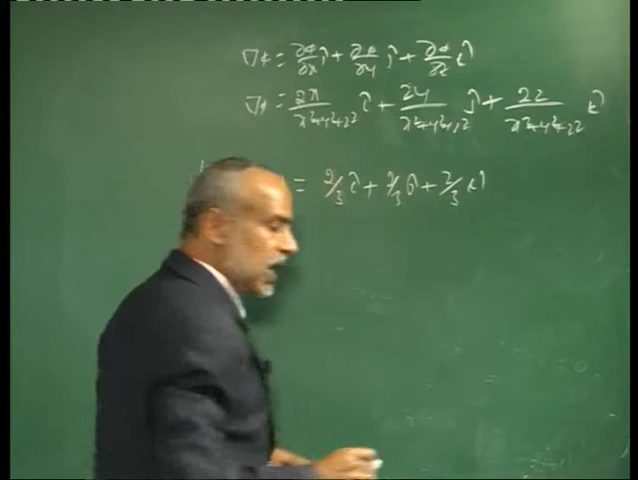 ∇φ = ∂φ/∂x î + ∂φ/∂y ĵ + ∂φ/∂z k̂
∇φ = 2x/x²+y²+z² î + 2y/x²+y²+z² ĵ + 2z/x²+y²+z² k̂
= 2/3 î + 2/3 ĵ + 2/3 k̂